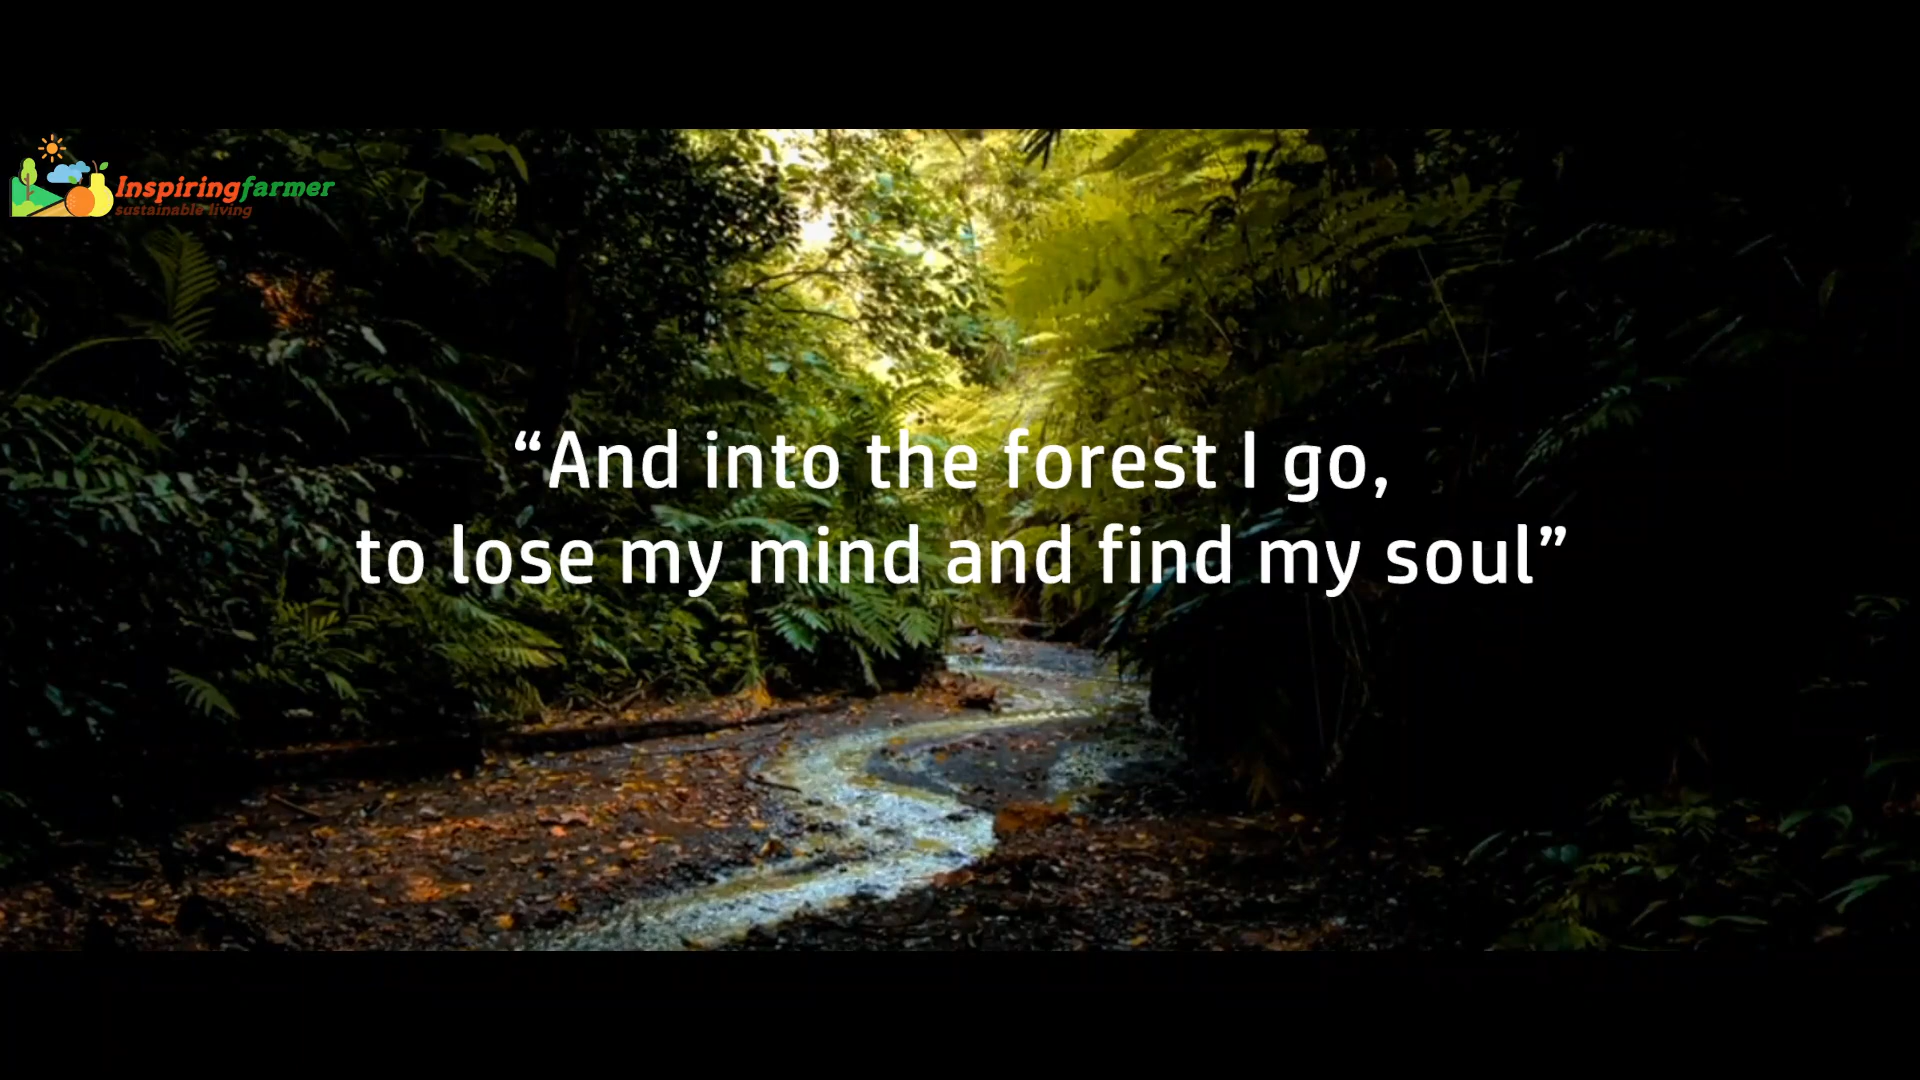 Inspiringfarmer
sustainable living
“And into the forest I go,
to lose my mind and find my soul”